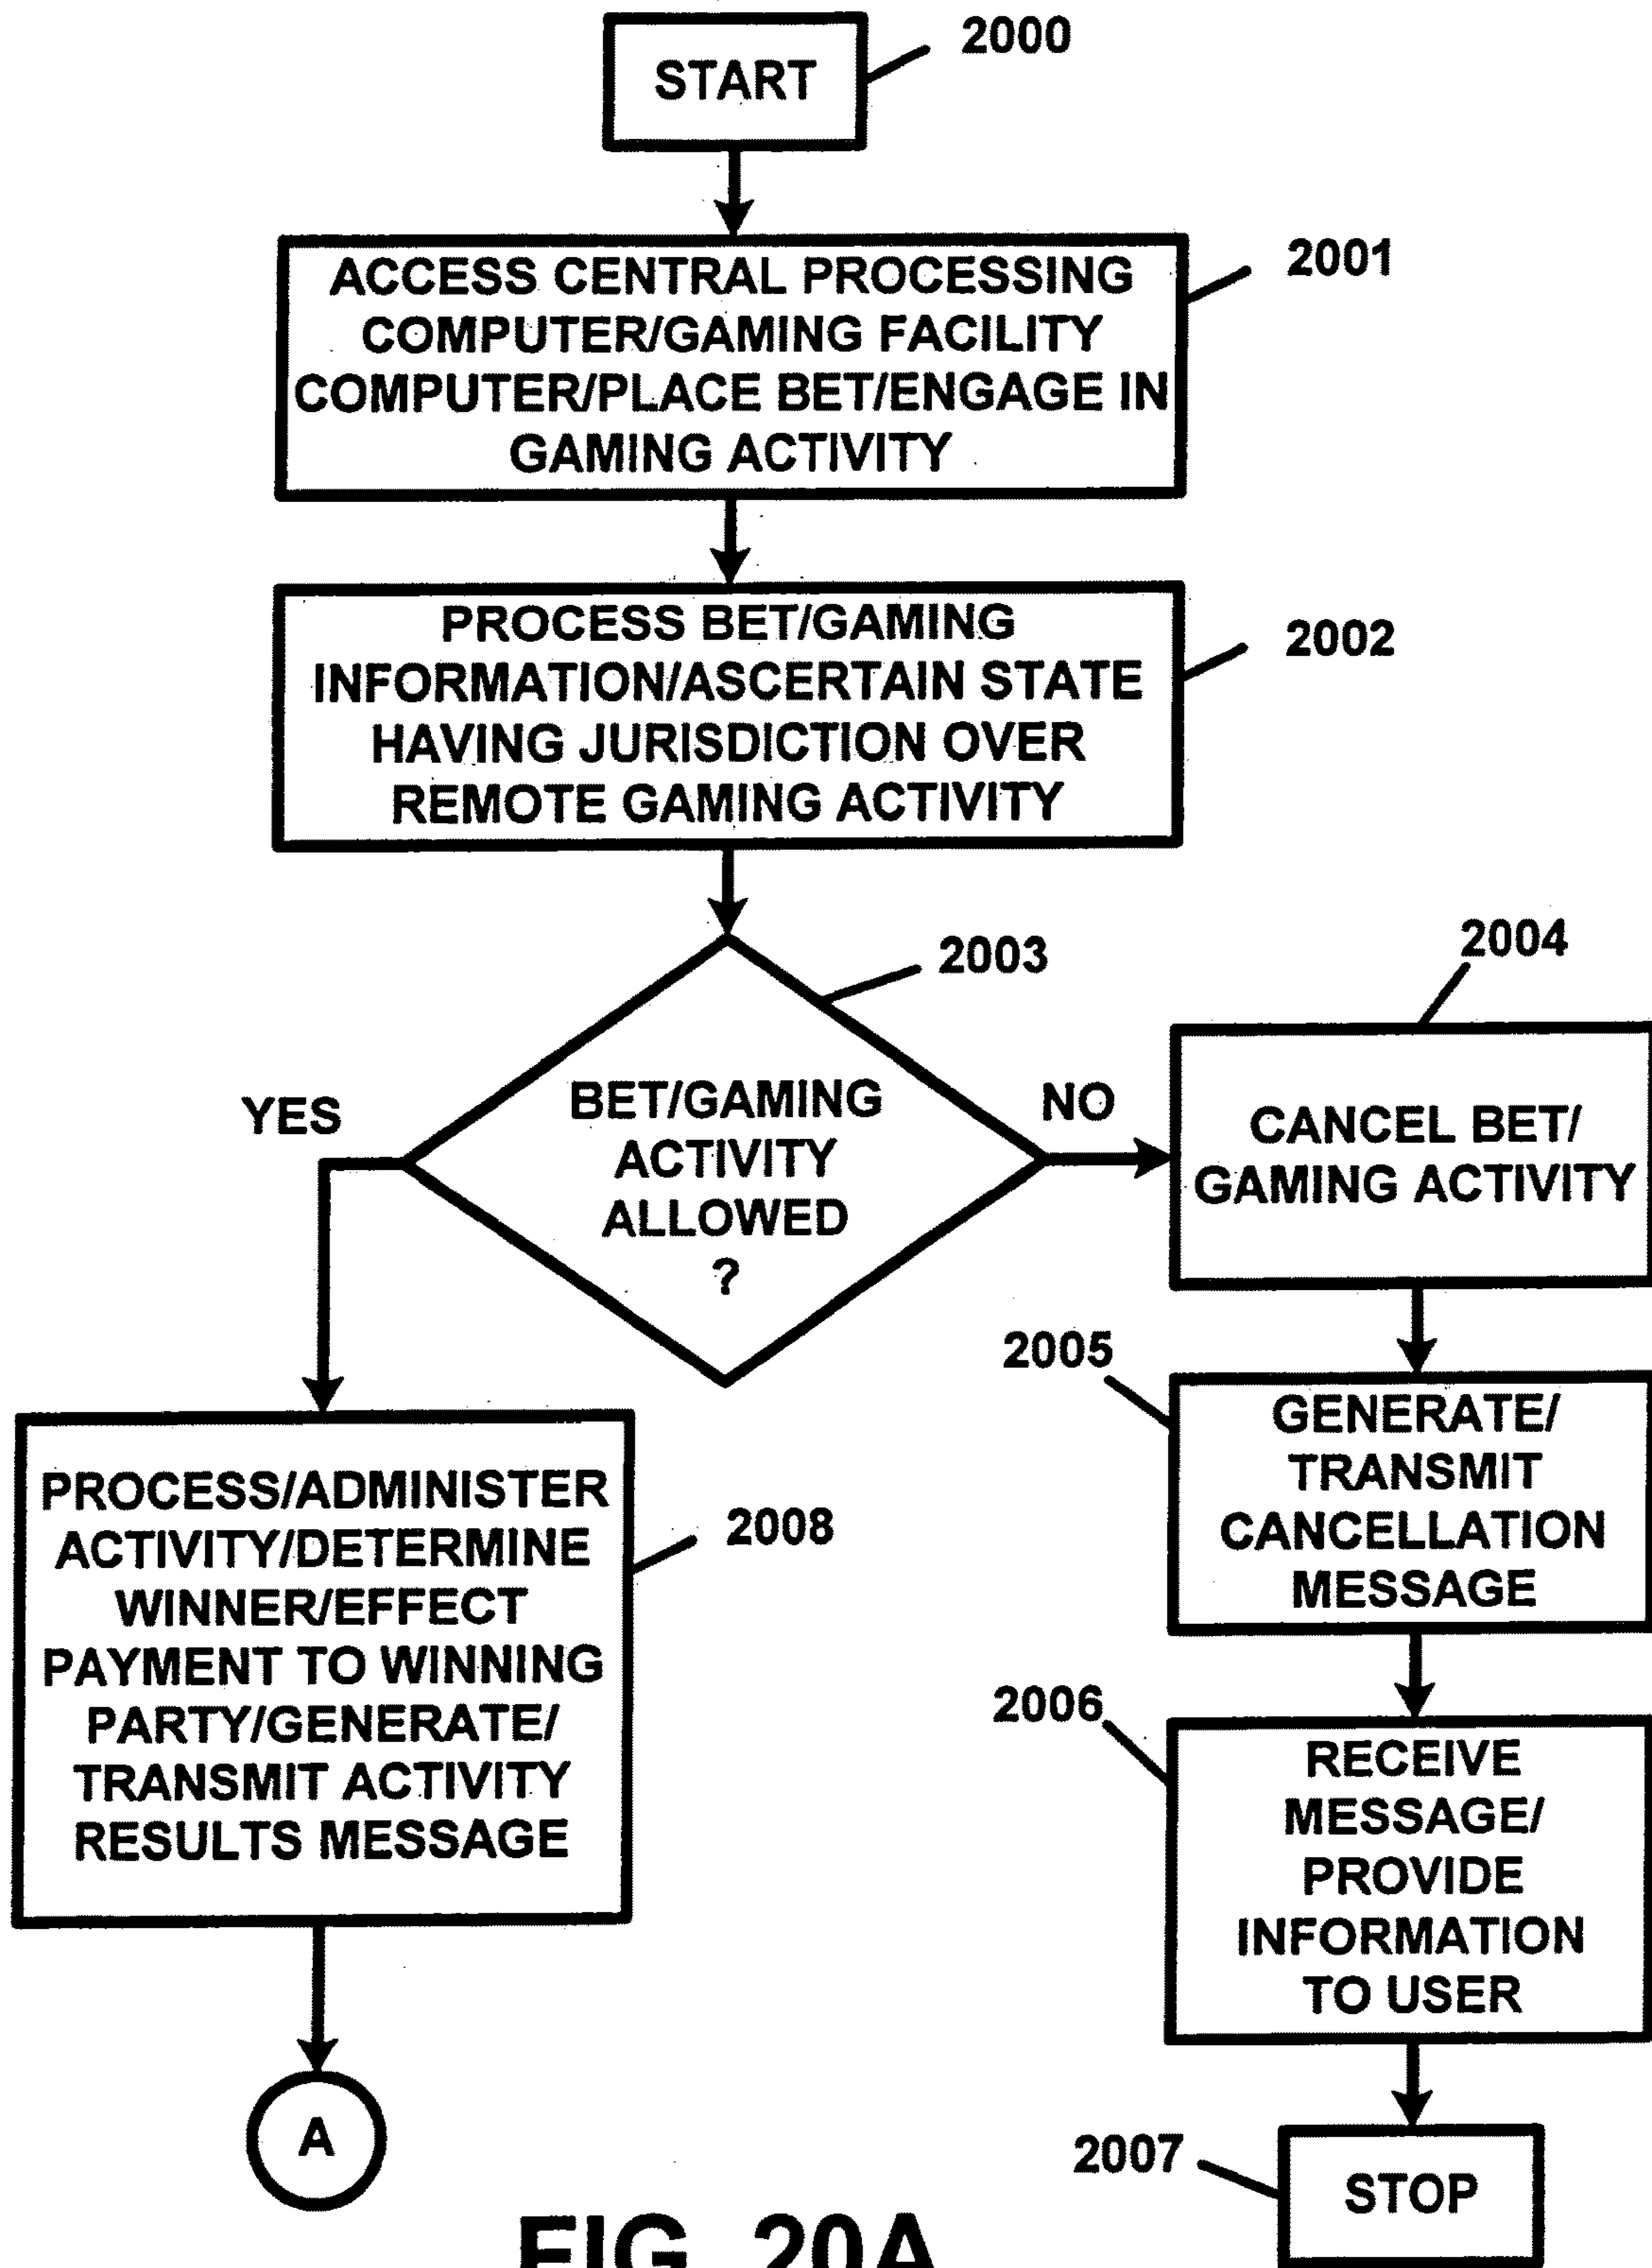 2000
START
2001
ACCESS CENTRAL PROCESSING
COMPUTER/GAMING FACILITY
COMPUTER/PLACE BET/ENGAGE IN
GAMING ACTIVITY
2002
PROCESS BET/GAMING
INFORMATION/ASCERTAIN STATE
HAVING JURISDICTION OVER
REMOTE GAMING ACTIVITY
2003
BET/GAMING
ACTIVITY
ALLOWED
?
YES
NO
2004
CANCEL BET/
GAMING ACTIVITY
2005
GENERATE/
TRANSMIT
CANCELLATION
MESSAGE
2008
PROCESS/ADMINISTER
ACTIVITY/DETERMINE
WINNER/EFFECT
PAYMENT TO WINNING
PARTY/GENERATE/
TRANSMIT ACTIVITY
RESULTS MESSAGE
2006
RECEIVE
MESSAGE/
PROVIDE
INFORMATION
TO USER
A
2007
STOP
FIG. 20A